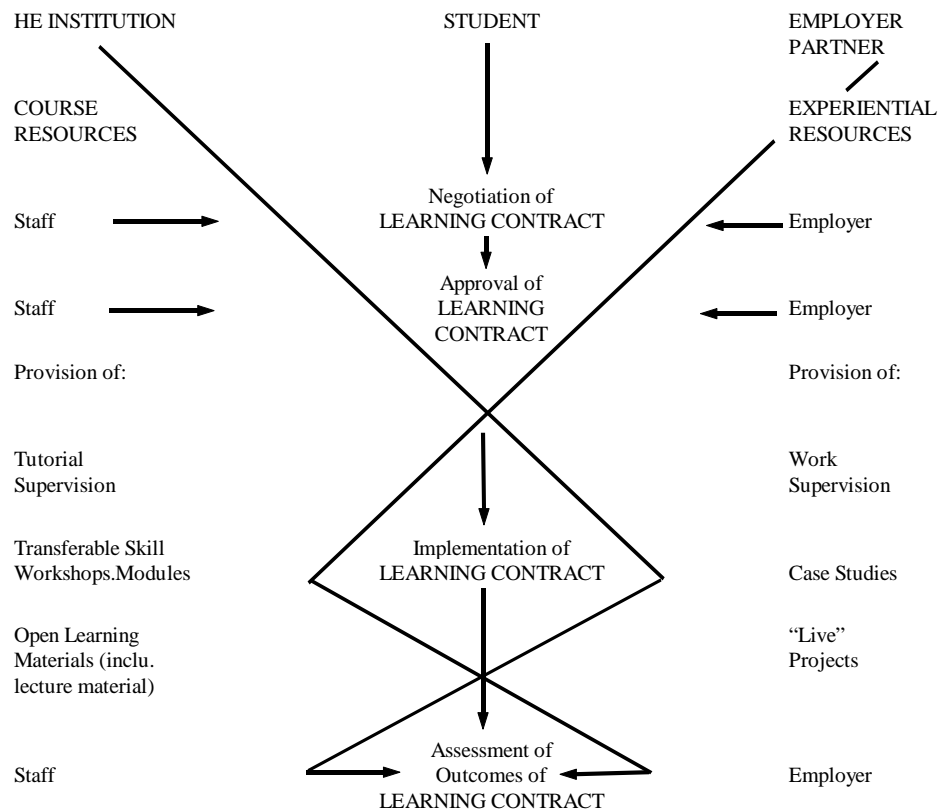 HE INSTITUTION
STUDENT
EMPLOYER
PARTNER
COURSE
RESOURCES
EXPERIENTIAL
RESOURCES
Staff
Negotiation of
LEARNING CONTRACT
Employer
Staff
Approval of
LEARNING
CONTRACT
Employer
Provision of:
Provision of:
Tutorial
Supervision
Work
Supervision
Transferable Skill
Workshops.Modules
Implementation of
LEARNING CONTRACT
Case Studies
Open Learning
Materials (inclu.
lecture material)
“Live”
Projects
Staff
Assessment of
Outcomes of
LEARNING CONTRACT
Employer